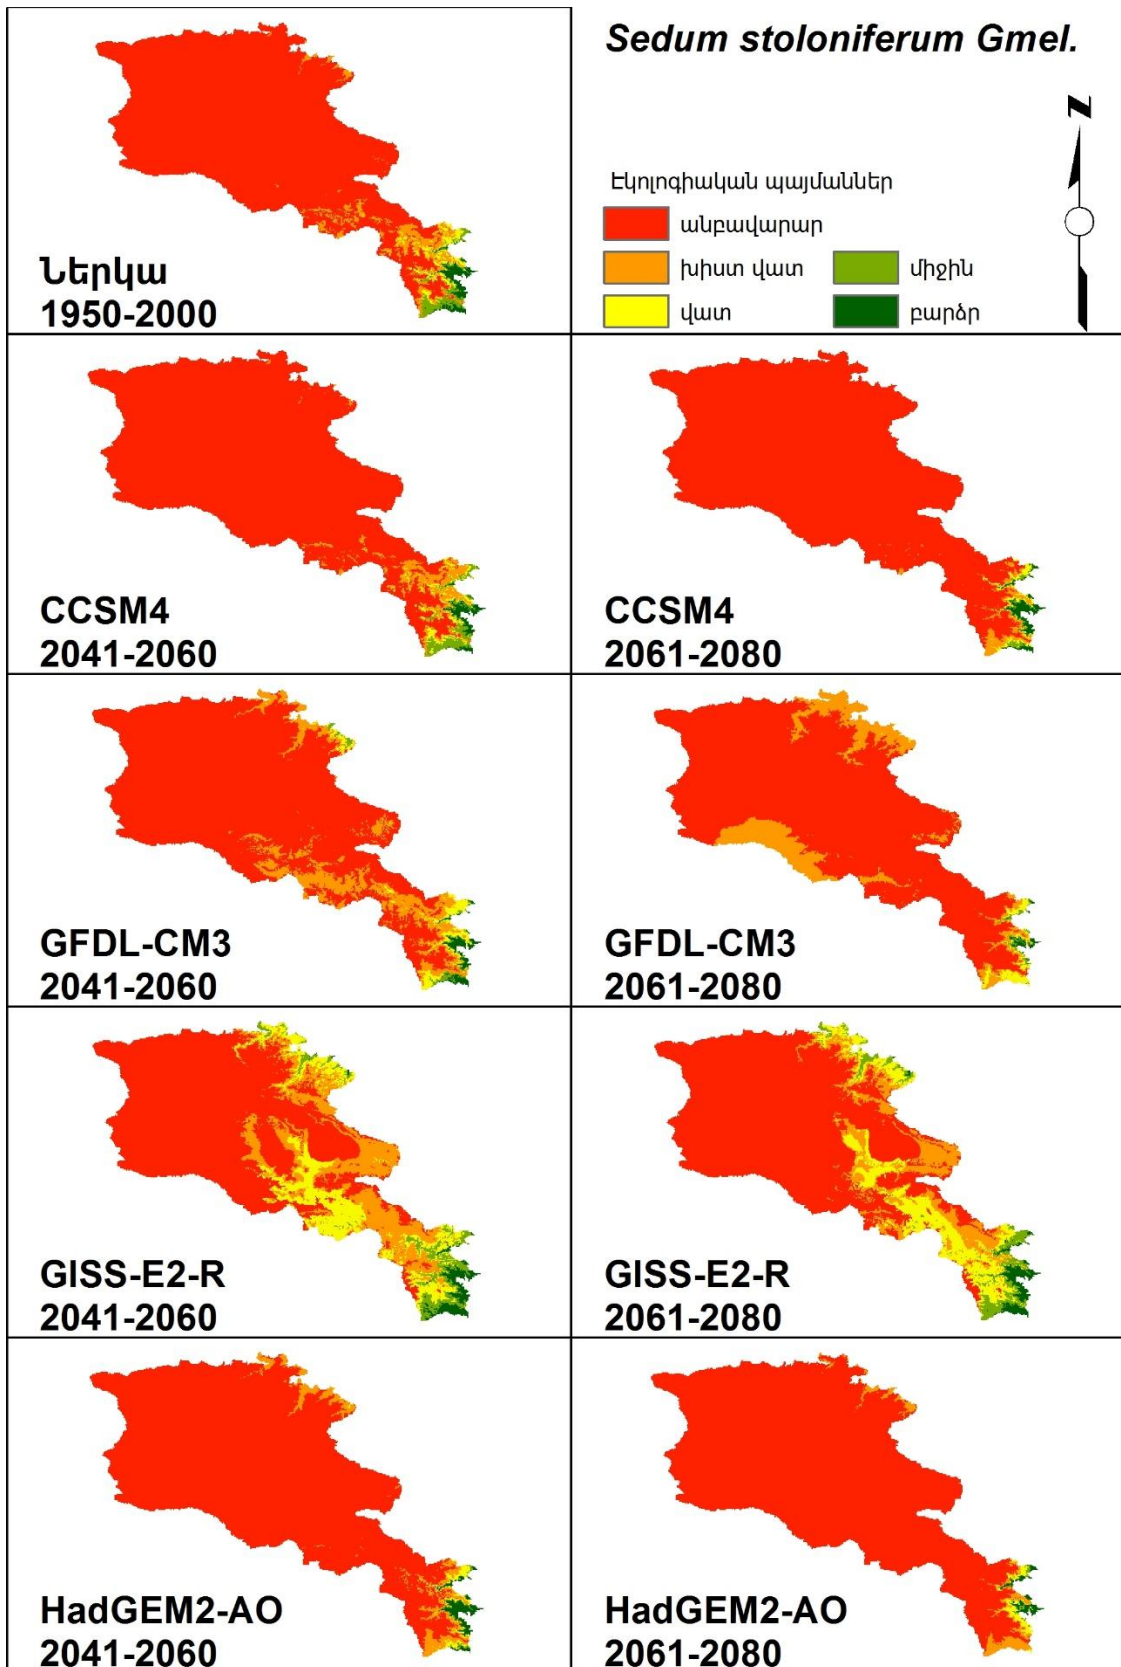 Sedum stoloniferum Gmel.
N
Էկոլոգիական պայմաններ
անբավարար
խիստ վատ
միջին
վատ
բարձր
Ներկա
1950-2000
CCSM4
2041-2060
CCSM4
2061-2080
GFDL-CM3
2041-2060
GFDL-CM3
2061-2080
GISS-E2-R
2041-2060
GISS-E2-R
2061-2080
HadGEM2-AO
2041-2060
HadGEM2-AO
2061-2080